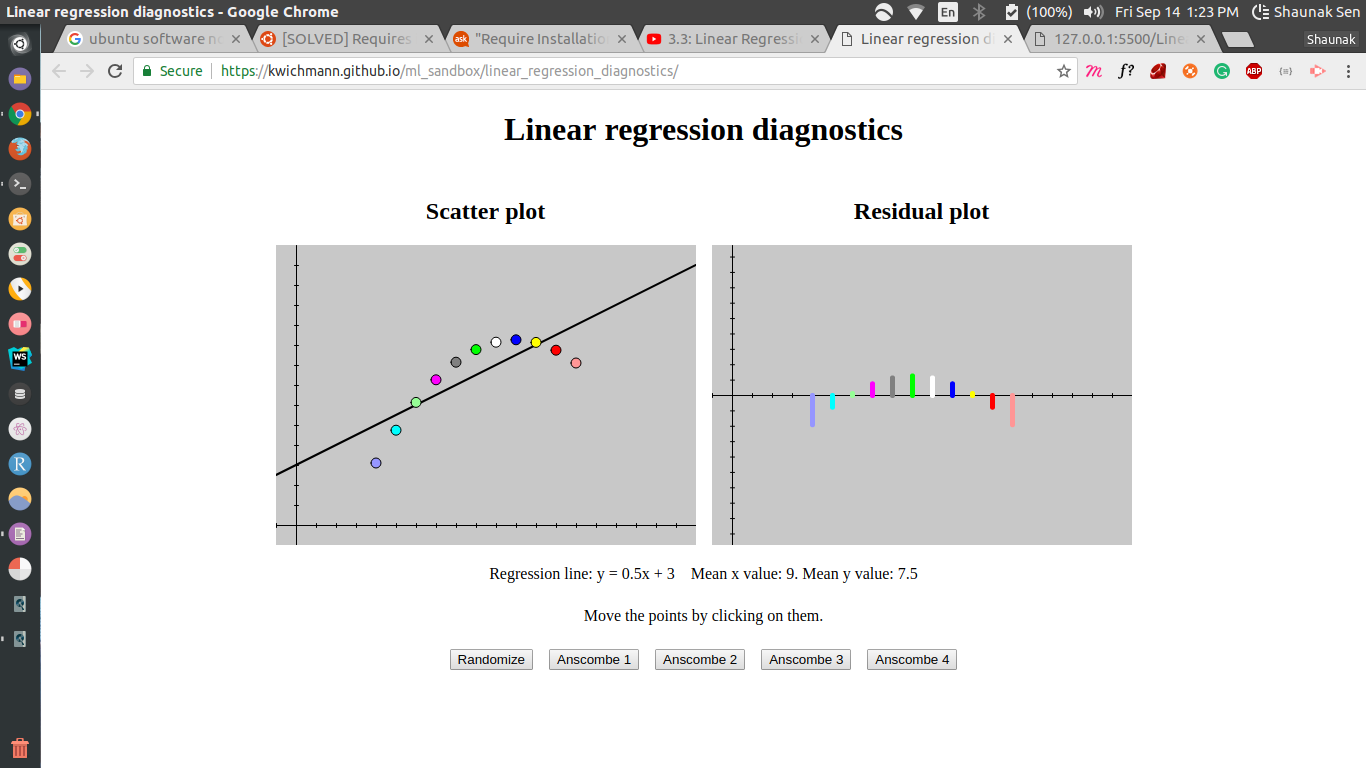 Linear regression diagnostics - Google Chrome
En
(100%)
Fri Sep 14 1:23 PM
Shaunak Sen
ubuntu software n
[SOLVED] Requires
"Require Installatio
3.3: Linear Regressi
Linear regression d
127.0.0.1:5500/Line
Shaunak
Secure
https://kwichmann.github.io/ml_sandbox/linear_regression_diagnostics/
m
f?
ABP
Linear regression diagnostics
Scatter plot
Residual plot
WS
R
Regression line: y = 0.5x + 3 Mean x value: 9. Mean y value: 7.5
Move the points by clicking on them.
Randomize
Anscombe 1
Anscombe 2
Anscombe 3
Anscombe 4